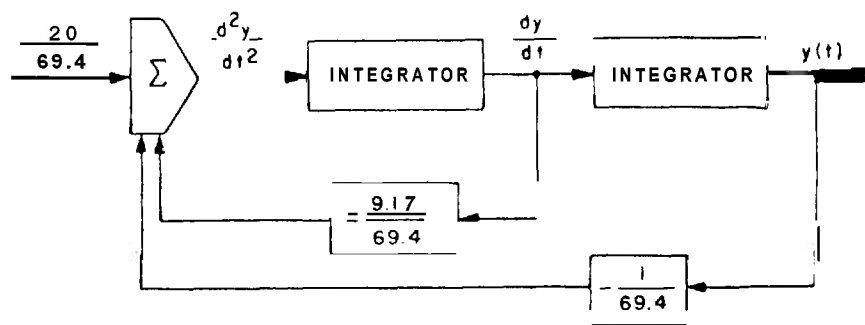 20
69.4
Σ
d²y
dt²
INTEGRATOR
dy
dt
INTEGRATOR
y(t)
= 9.17
69.4
- 1
69.4